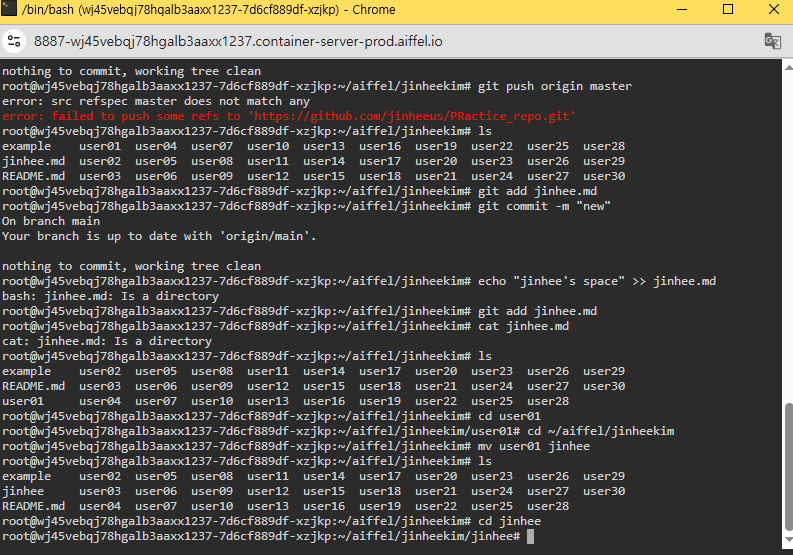 /bin/bash (wj45vebqj78hgalb3aaxx1237-7d6cf889df-xzjkp) - Chrome
8887-wj45vebqj78hgalb3aaxx1237.container-server-prod.aiffel.io
nothing to commit, working tree clean
root@wj45vebqj78hgalb3aaxx1237-7d6cf889df-xzjkp:~/aiffel/jinheekim# git push origin master
error: src refspec master does not match any
error: failed to push some refs to 'https://github.com/jinheeus/PRactice_repo.git'
root@wj45vebqj78hgalb3aaxx1237-7d6cf889df-xzjkp:~/aiffel/jinheekim# ls
example    user01  user04  user07  user10  user13  user16  user19  user22  user25  user28
jinhee.md  user02  user05  user08  user11  user14  user17  user20  user23  user26  user29
README.md  user03  user06  user09  user12  user15  user18  user21  user24  user27  user30
root@wj45vebqj78hgalb3aaxx1237-7d6cf889df-xzjkp:~/aiffel/jinheekim# git add jinhee.md
root@wj45vebqj78hgalb3aaxx1237-7d6cf889df-xzjkp:~/aiffel/jinheekim# git commit -m "new"
On branch main
Your branch is up to date with 'origin/main'.
nothing to commit, working tree clean
root@wj45vebqj78hgalb3aaxx1237-7d6cf889df-xzjkp:~/aiffel/jinheekim# echo "jinhee's space" >> jinhee.md
bash: jinhee.md: Is a directory
root@wj45vebqj78hgalb3aaxx1237-7d6cf889df-xzjkp:~/aiffel/jinheekim# git add jinhee.md
root@wj45vebqj78hgalb3aaxx1237-7d6cf889df-xzjkp:~/aiffel/jinheekim# cat jinhee.md
cat: jinhee.md: Is a directory
root@wj45vebqj78hgalb3aaxx1237-7d6cf889df-xzjkp:~/aiffel/jinheekim# ls
example    user02  user05  user08  user11  user14  user17  user20  user23  user26  user29
README.md  user03  user06  user09  user12  user15  user18  user21  user24  user27  user30
user01     user04  user07  user10  user13  user16  user19  user22  user25  user28
root@wj45vebqj78hgalb3aaxx1237-7d6cf889df-xzjkp:~/aiffel/jinheekim# cd user01
root@wj45vebqj78hgalb3aaxx1237-7d6cf889df-xzjkp:~/aiffel/jinheekim/user01# cd ~/aiffel/jinheekim
root@wj45vebqj78hgalb3aaxx1237-7d6cf889df-xzjkp:~/aiffel/jinheekim# mv user01 jinhee
root@wj45vebqj78hgalb3aaxx1237-7d6cf889df-xzjkp:~/aiffel/jinheekim# ls
example    user02  user05  user08  user11  user14  user17  user20  user23  user26  user29
jinhee     user03  user06  user09  user12  user15  user18  user21  user24  user27  user30
README.md  user04  user07  user10  user13  user16  user19  user22  user25  user28
root@wj45vebqj78hgalb3aaxx1237-7d6cf889df-xzjkp:~/aiffel/jinheekim# cd jinhee
root@wj45vebqj78hgalb3aaxx1237-7d6cf889df-xzjkp:~/aiffel/jinheekim/jinhee#